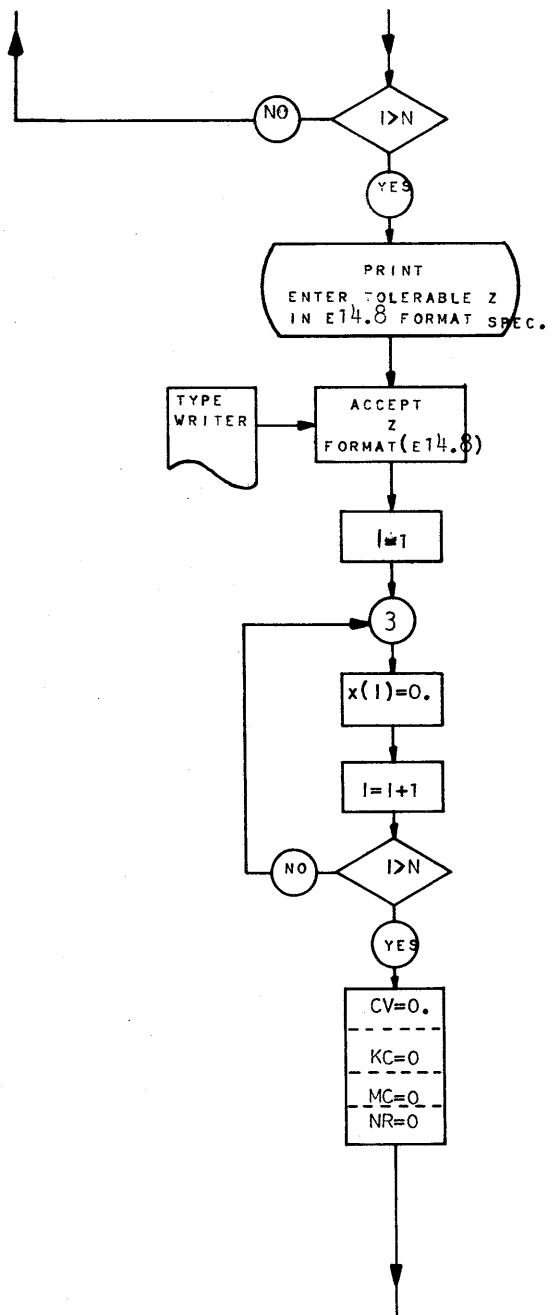 NO
I>N
YES
PRINT
ENTER TOLERABLE Z
IN E14.8 FORMAT SPEC.
TYPE
WRITER
ACCEPT
Z
FORMAT(E14.8)
I=1
3
X(I)=0.
I=I+1
NO
I>N
YES
CV=0.
KC=0
MC=0
NR=0